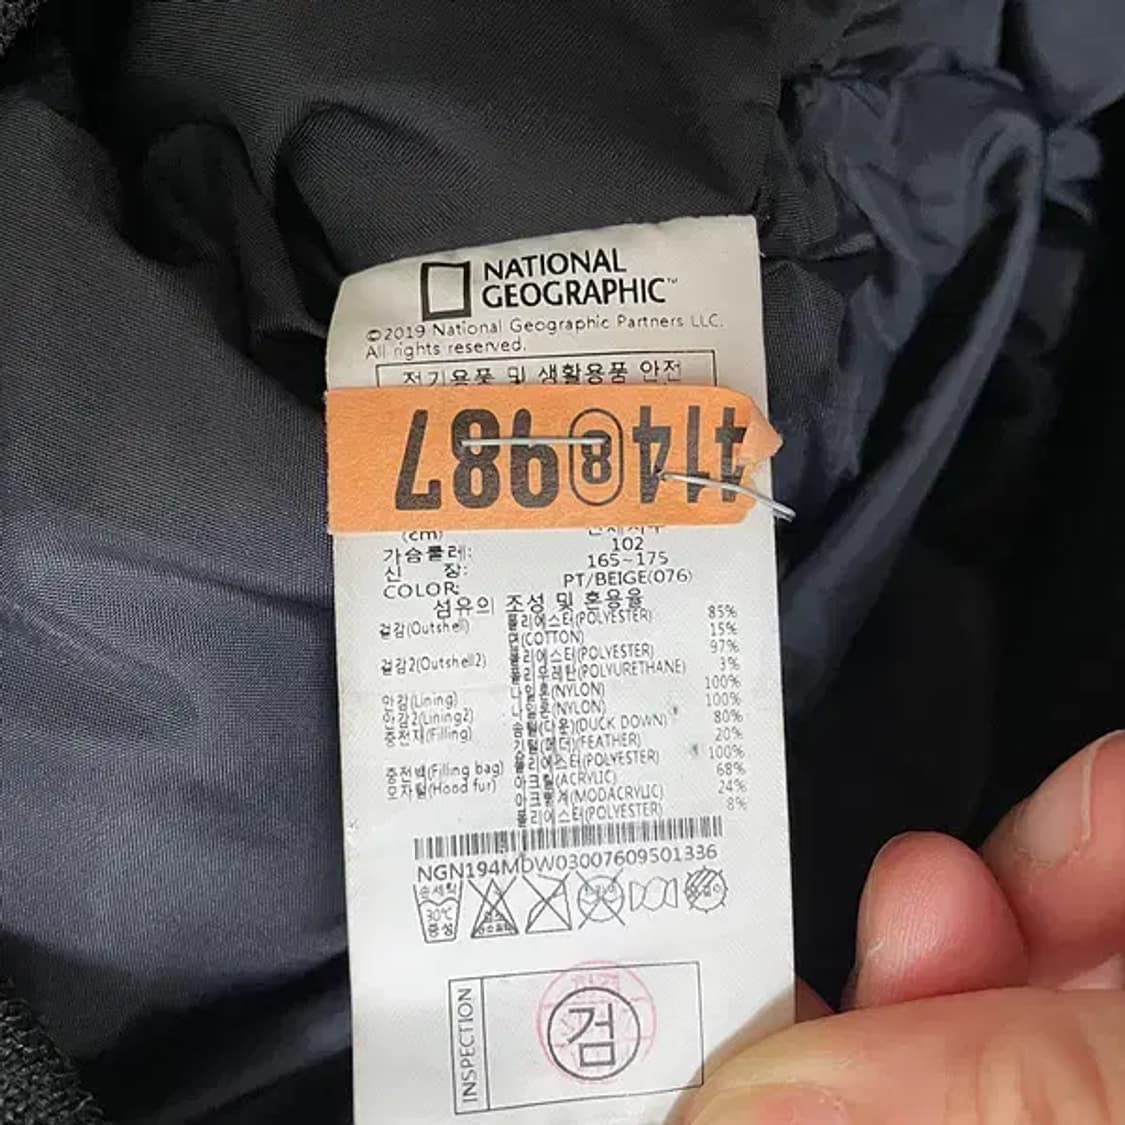 NATIONAL
GEOGRAPHIC™
©2019 National Geographic Partners LLC.
All rights reserved.
전기용품 및 생활용품 안전
414 8 987
(cm)
가슴둘레: 102
신 장: 165~175
COLOR: PT/BEIGE(076)
섬유의 조성 및 혼용율
겉감(Outshell) 폴리에스터(POLYESTER) 85%
면(COTTON) 15%
겉감2(Outshell2) 폴리에스터(POLYESTER) 97%
폴리우레탄(POLYURETHANE) 3%
안감(Lining) 나일론(NYLON) 100%
안감2(Lining2) 나일론(NYLON) 100%
충전재(Filling) 솜털(다운)(DUCK DOWN) 80%
깃털(페더)(FEATHER) 20%
충전백(Filling bag) 폴리에스터(POLYESTER) 100%
모자털(Hood fur) 아크릴(ACRYLIC) 68%
(MODACRYLIC) 24%
폴리에스터(POLYESTER) 8%
NGN194MDW03007609501336
손세탁
30℃
중성
INSPECTION
검